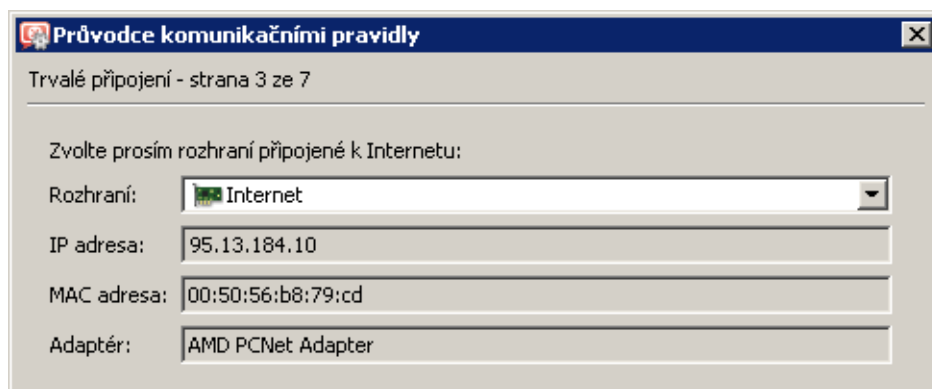 Průvodce komunikačními pravidly
Trvalé připojení - strana 3 ze 7
Zvolte prosím rozhraní připojené k Internetu:
Rozhraní: Internet
IP adresa: 95.13.184.10
MAC adresa: 00:50:56:b8:79:cd
Adaptér: AMD PCNet Adapter